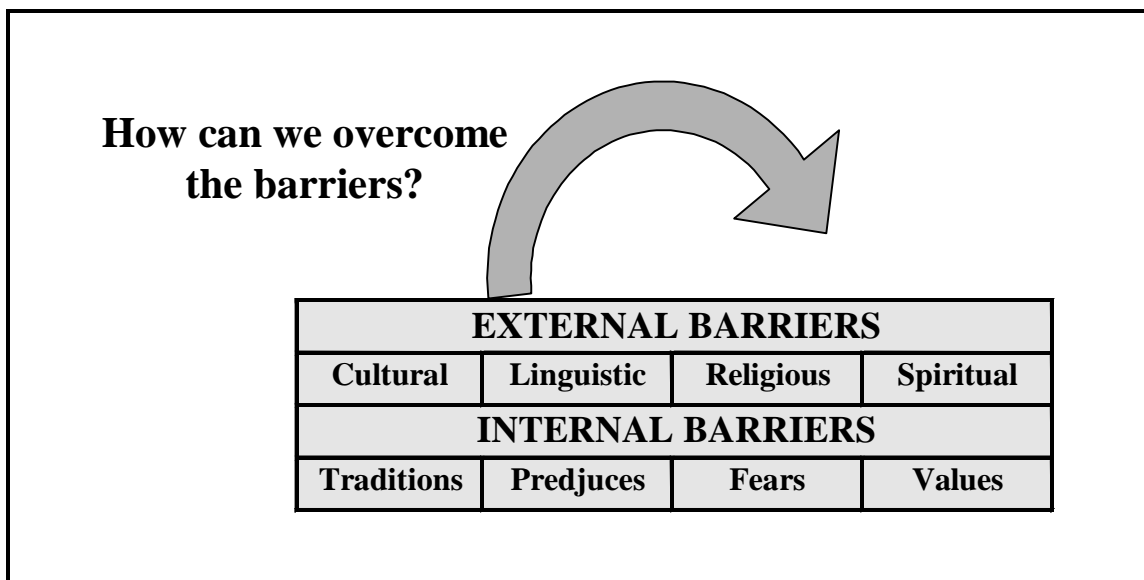 How can we overcome
the barriers?
EXTERNAL BARRIERS
Cultural Linguistic Religious Spiritual
INTERNAL BARRIERS
Traditions Predjuces Fears Values